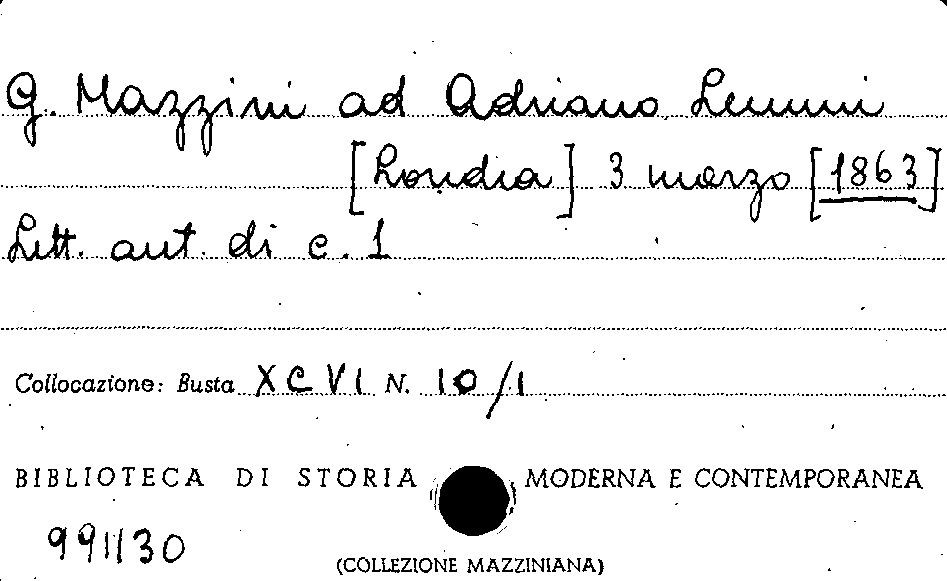 G. Mazzini ad Adriano Lemmi
[Londra] 3 marzo [1863]
Lett. aut. di c. 1
Collocazione: Busta XCVI N. 10/1
BIBLIOTECA DI STORIA MODERNA E CONTEMPORANEA
991130
(COLLEZIONE MAZZINIANA)